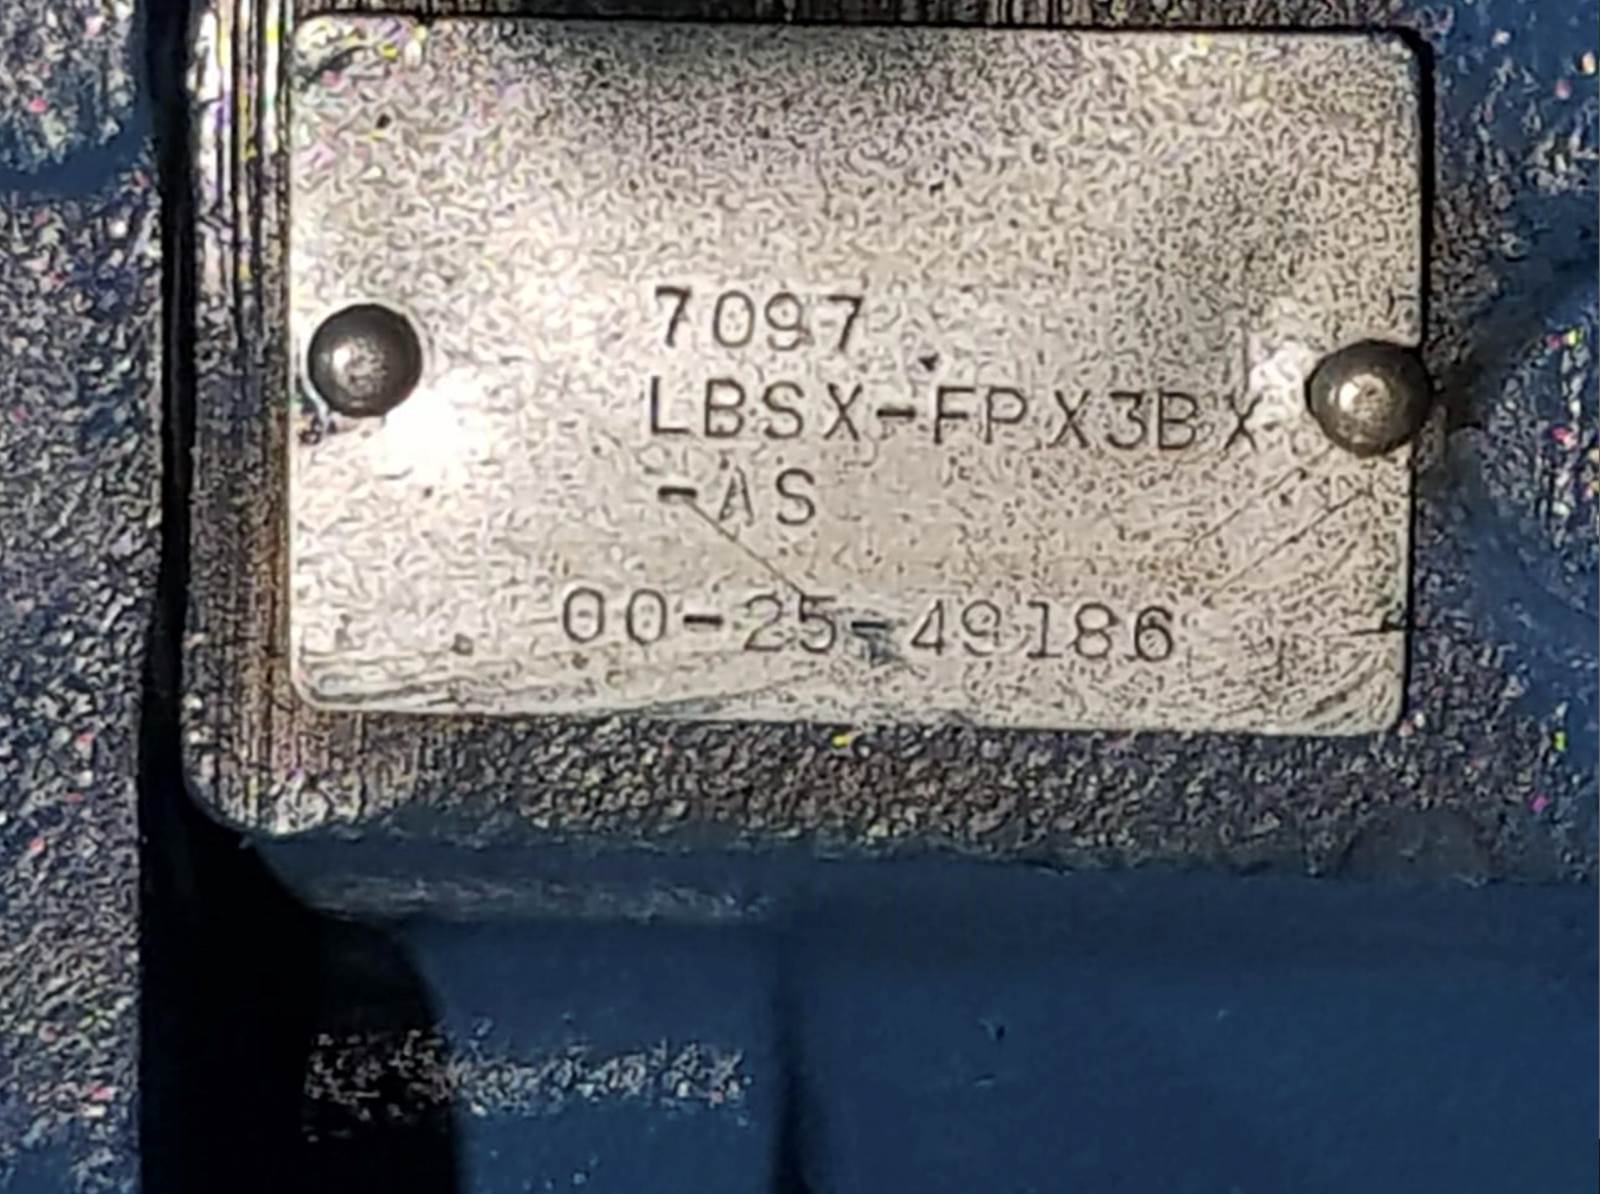 7097
LBSX-FPX3BX
-AS
00-25-49186